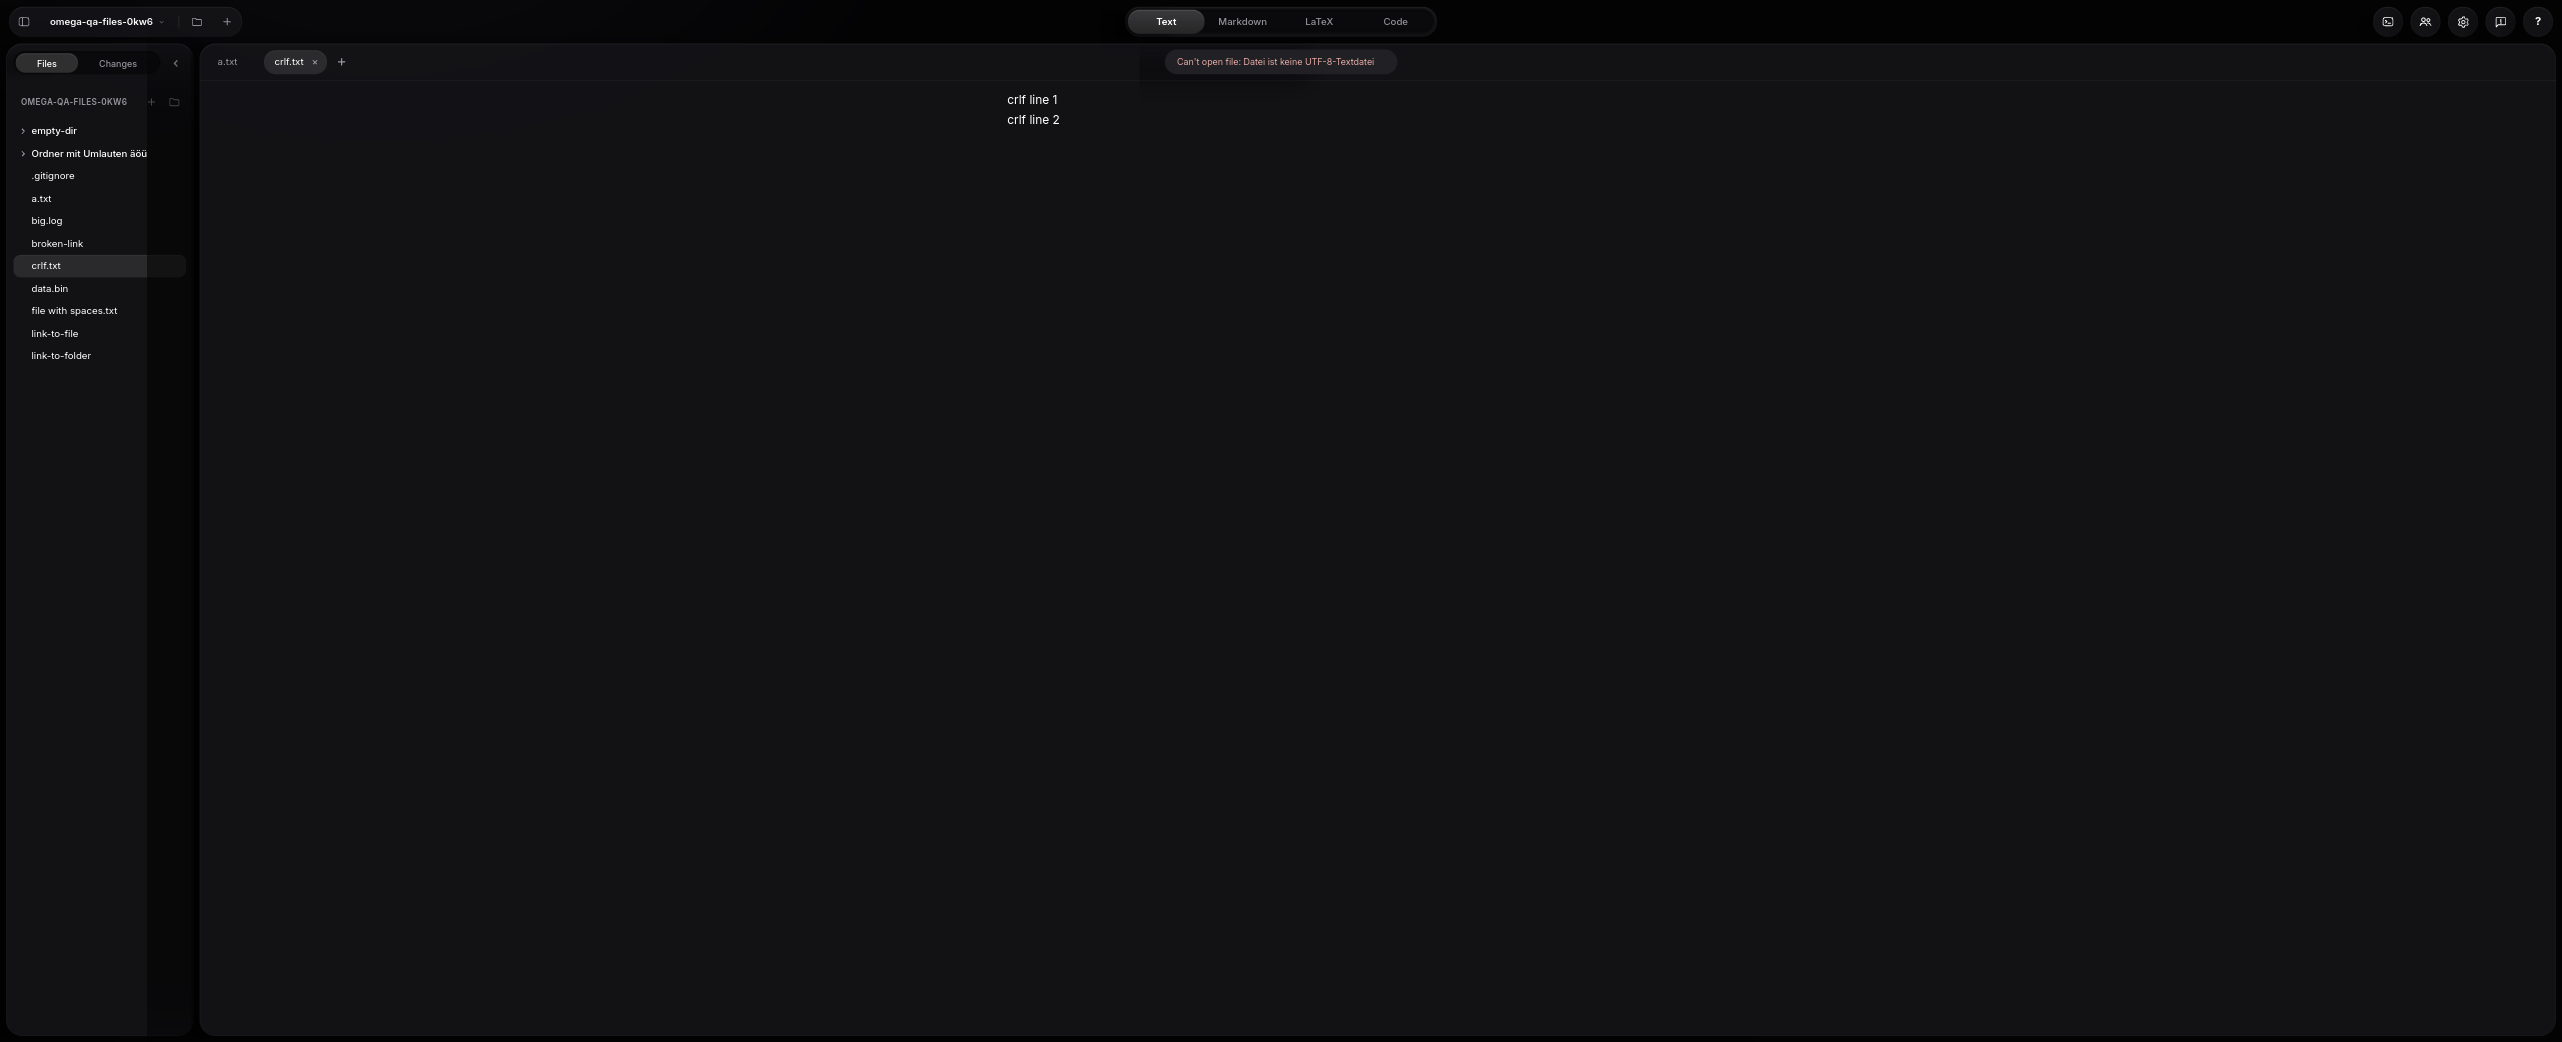 omega-qa-files-0kw6
Text Markdown LaTeX Code
?
Files Changes
a.txt crlf.txt × +
Can't open file: Datei ist keine UTF-8-Textdatei
OMEGA-QA-FILES-0KW6
crlf line 1
crlf line 2
empty-dir
Ordner mit Umlauten äöü
.gitignore
a.txt
big.log
broken-link
crlf.txt
data.bin
file with spaces.txt
link-to-file
link-to-folder